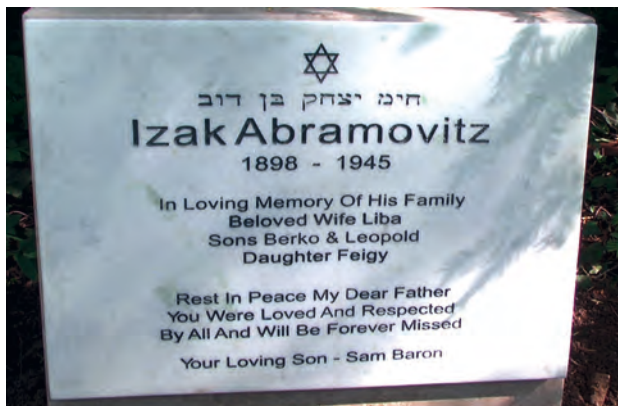 חימ יצחק בן דוב
Izak Abramovitz
1898 - 1945
In Loving Memory Of His Family
Beloved Wife Liba
Sons Berko & Leopold
Daughter Feigy
Rest In Peace My Dear Father
You Were Loved And Respected
By All And Will Be Forever Missed
Your Loving Son - Sam Baron